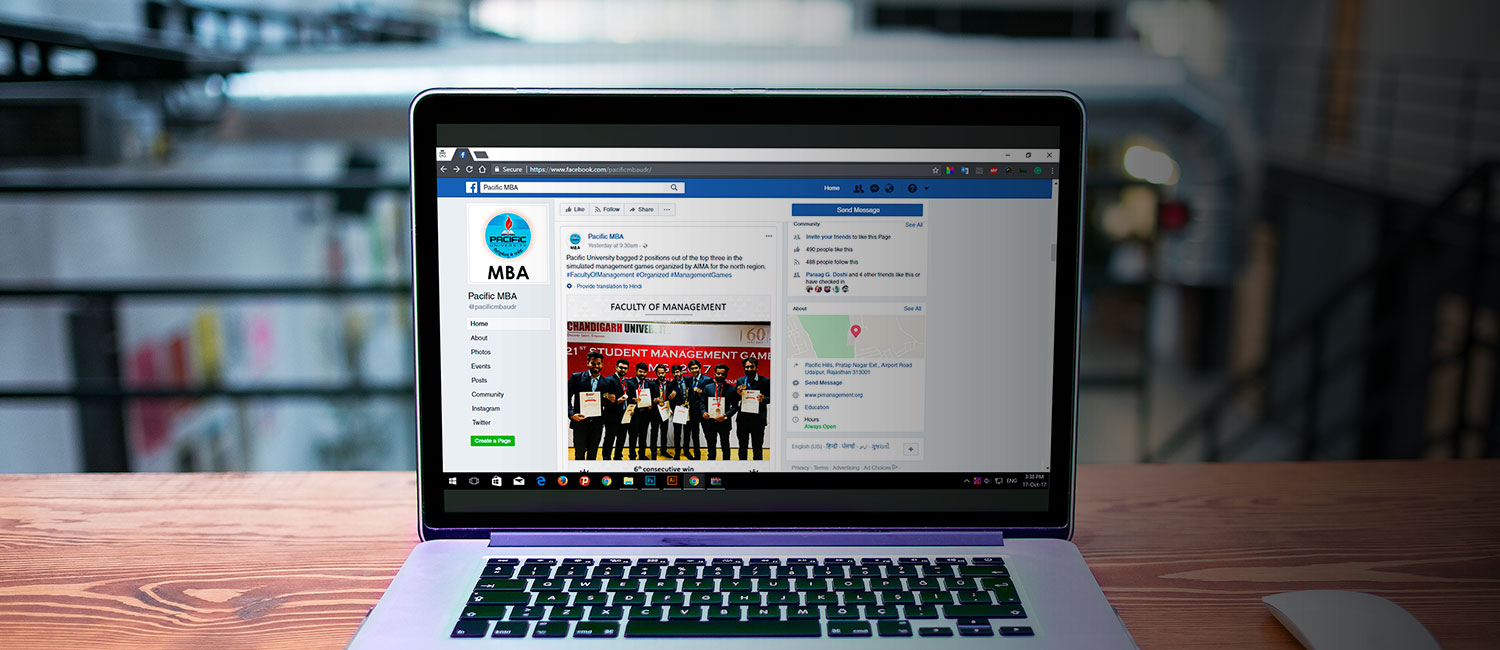 Secure https://www.facebook.com/pacificmbaudr/
Pacific MBA
Home
PACIFIC
UNIVERSITY
MBA
Pacific MBA
@pacificmbaudr
Home
About
Photos
Events
Posts
Community
Instagram
Twitter
Create a Page
Like Follow Share
Pacific MBA
Yesterday at 9:30am
Pacific University bagged 2 positions out of the top three in the
simulated management games organized by AIMA for the north region.
#FacultyOfManagement #Organized #ManagementGames
Provide translation to Hindi
FACULTY OF MANAGEMENT
CHANDIGARH UNIVERSITY
60
21ST STUDENT MANAGEMENT GAME
6th consecutive win
Send Message
Community See All
Invite your friends to like this Page
490 people like this
488 people follow this
Paraag G. Doshi and 4 other friends like this or
have checked in
About See All
Pacific Hills, Pratap Nagar Ext., Airport Road
Udaipur, Rajasthan 313001
Send Message
www.pimanagement.org
Education
Hours
Always Open
English (US) · हिन्दी · ਪੰਜਾਬੀ · اردو · ગુજરાતી
Privacy · Terms · Advertising · Ad Choices
ENG
3:38 PM
17-Oct-17